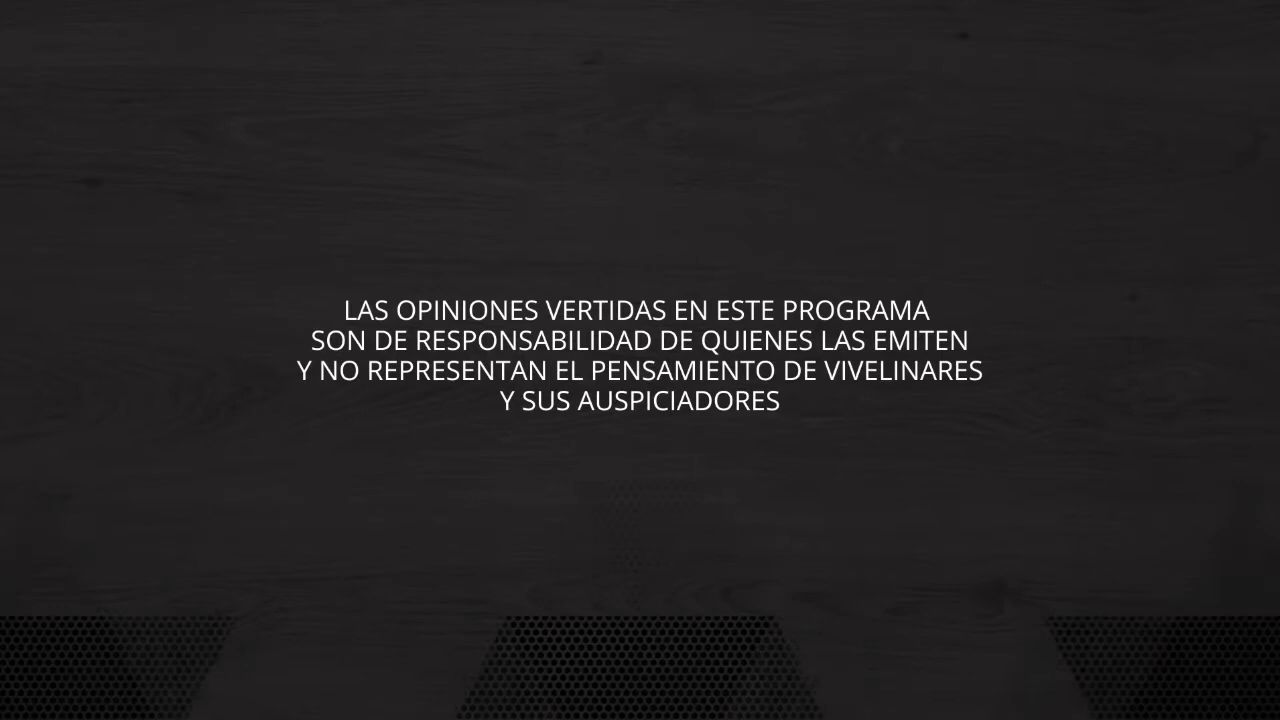 LAS OPINIONES VERTIDAS EN ESTE PROGRAMA
SON DE RESPONSABILIDAD DE QUIENES LAS EMITEN
Y NO REPRESENTAN EL PENSAMIENTO DE VIVELINARES
Y SUS AUSPICIADORES